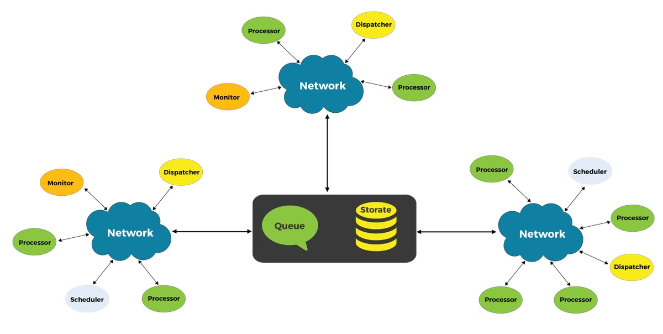 Processor
Dispatcher
Network
Monitor
Processor
Monitor
Dispatcher
Network
Processor
Scheduler
Processor
Queue
Storate
Processor
Scheduler
Network
Processor
Dispatcher
Processor
Processor